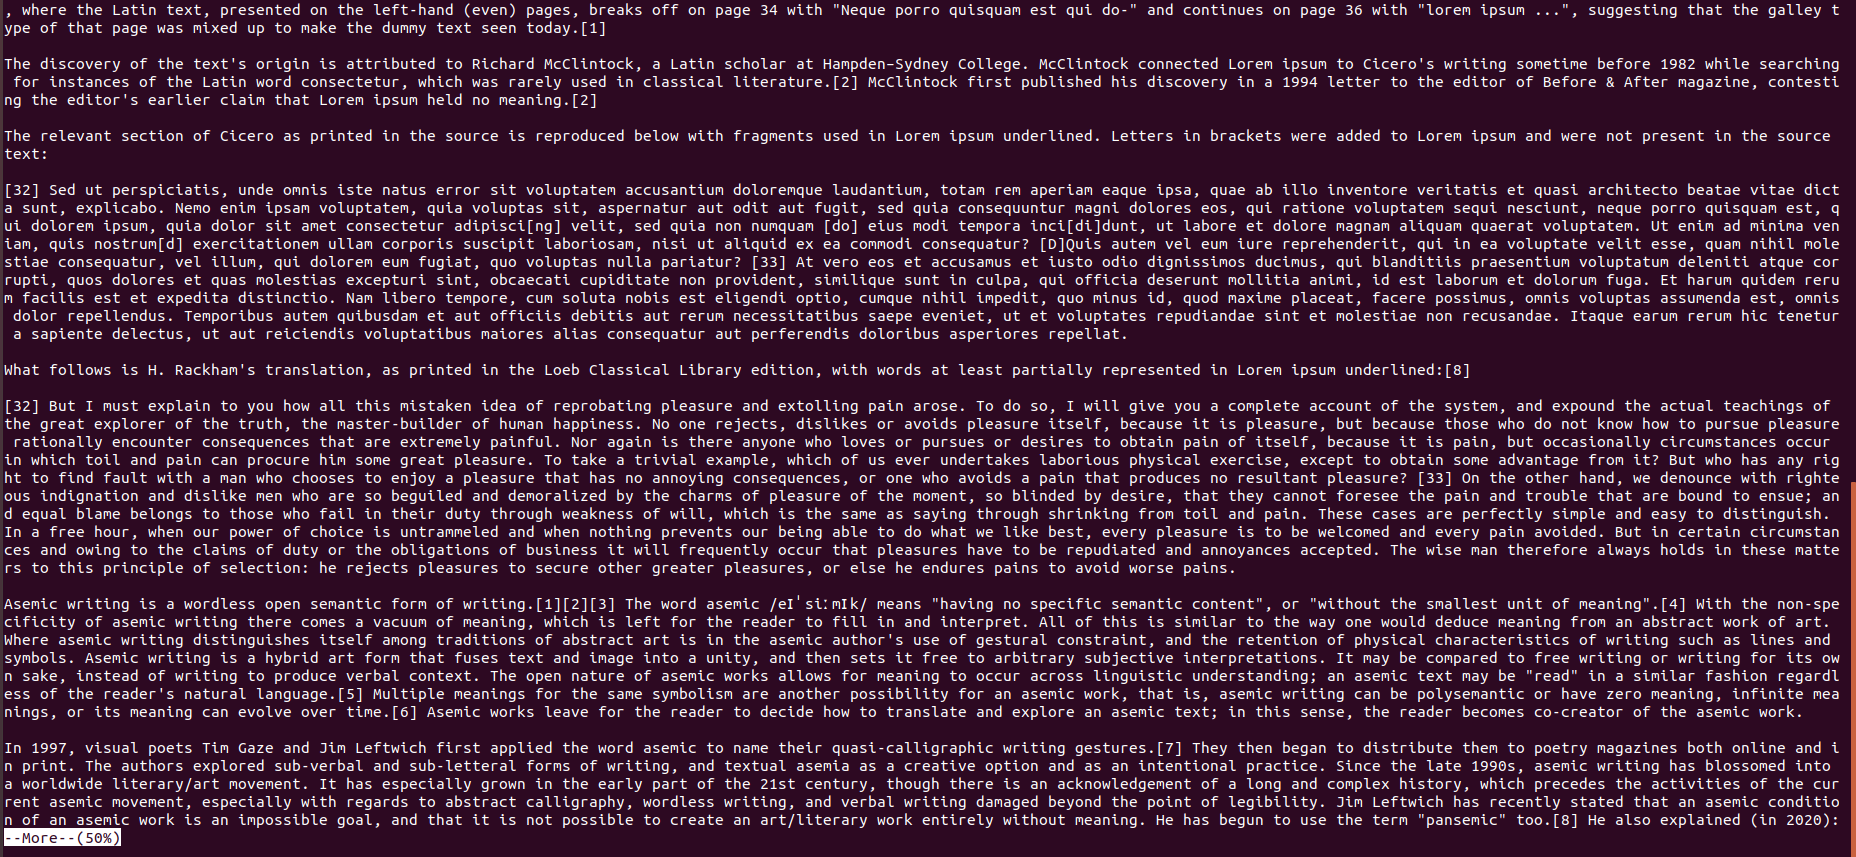 , where the Latin text, presented on the left-hand (even) pages, breaks off on page 34 with "Neque porro quisquam est qui do-" and continues on page 36 with "lorem ipsum ...", suggesting that the galley t
ype of that page was mixed up to make the dummy text seen today.[1]

The discovery of the text's origin is attributed to Richard McClintock, a Latin scholar at Hampden–Sydney College. McClintock connected Lorem ipsum to Cicero's writing sometime before 1982 while searching
 for instances of the Latin word consectetur, which was rarely used in classical literature.[2] McClintock first published his discovery in a 1994 letter to the editor of Before & After magazine, contesti
ng the editor's earlier claim that Lorem ipsum held no meaning.[2]

The relevant section of Cicero as printed in the source is reproduced below with fragments used in Lorem ipsum underlined. Letters in brackets were added to Lorem ipsum and were not present in the source 
text:

[32] Sed ut perspiciatis, unde omnis iste natus error sit voluptatem accusantium doloremque laudantium, totam rem aperiam eaque ipsa, quae ab illo inventore veritatis et quasi architecto beatae vitae dict
a sunt, explicabo. Nemo enim ipsam voluptatem, quia voluptas sit, aspernatur aut odit aut fugit, sed quia consequuntur magni dolores eos, qui ratione voluptatem sequi nesciunt, neque porro quisquam est, q
ui dolorem ipsum, quia dolor sit amet consectetur adipisci[ng] velit, sed quia non numquam [do] eius modi tempora inci[di]dunt, ut labore et dolore magnam aliquam quaerat voluptatem. Ut enim ad minima ven
iam, quis nostrum[d] exercitationem ullam corporis suscipit laboriosam, nisi ut aliquid ex ea commodi consequatur? [D]Quis autem vel eum iure reprehenderit, qui in ea voluptate velit esse, quam nihil mole
stiae consequatur, vel illum, qui dolorem eum fugiat, quo voluptas nulla pariatur? [33] At vero eos et accusamus et iusto odio dignissimos ducimus, qui blanditiis praesentium voluptatum deleniti atque cor
rupti, quos dolores et quas molestias excepturi sint, obcaecati cupiditate non provident, similique sunt in culpa, qui officia deserunt mollitia animi, id est laborum et dolorum fuga. Et harum quidem reru
m facilis est et expedita distinctio. Nam libero tempore, cum soluta nobis est eligendi optio, cumque nihil impedit, quo minus id, quod maxime placeat, facere possimus, omnis voluptas assumenda est, omnis
 dolor repellendus. Temporibus autem quibusdam et aut officiis debitis aut rerum necessitatibus saepe eveniet, ut et voluptates repudiandae sint et molestiae non recusandae. Itaque earum rerum hic tenetur
 a sapiente delectus, ut aut reiciendis voluptatibus maiores alias consequatur aut perferendis doloribus asperiores repellat.

What follows is H. Rackham's translation, as printed in the Loeb Classical Library edition, with words at least partially represented in Lorem ipsum underlined:[8]

[32] But I must explain to you how all this mistaken idea of reprobating pleasure and extolling pain arose. To do so, I will give you a complete account of the system, and expound the actual teachings of 
the great explorer of the truth, the master-builder of human happiness. No one rejects, dislikes or avoids pleasure itself, because it is pleasure, but because those who do not know how to pursue pleasure
 rationally encounter consequences that are extremely painful. Nor again is there anyone who loves or pursues or desires to obtain pain of itself, because it is pain, but occasionally circumstances occur 
in which toil and pain can procure him some great pleasure. To take a trivial example, which of us ever undertakes laborious physical exercise, except to obtain some advantage from it? But who has any rig
ht to find fault with a man who chooses to enjoy a pleasure that has no annoying consequences, or one who avoids a pain that produces no resultant pleasure? [33] On the other hand, we denounce with righte
ous indignation and dislike men who are so beguiled and demoralized by the charms of pleasure of the moment, so blinded by desire, that they cannot foresee the pain and trouble that are bound to ensue; an
d equal blame belongs to those who fail in their duty through weakness of will, which is the same as saying through shrinking from toil and pain. These cases are perfectly simple and easy to distinguish. 
In a free hour, when our power of choice is untrammeled and when nothing prevents our being able to do what we like best, every pleasure is to be welcomed and every pain avoided. But in certain circumstan
ces and owing to the claims of duty or the obligations of business it will frequently occur that pleasures have to be repudiated and annoyances accepted. The wise man therefore always holds in these matte
rs to this principle of selection: he rejects pleasures to secure other greater pleasures, or else he endures pains to avoid worse pains.

Asemic writing is a wordless open semantic form of writing.[1][2][3] The word asemic /eɪˈsiːmɪk/ means "having no specific semantic content", or "without the smallest unit of meaning".[4] With the non-spe
cificity of asemic writing there comes a vacuum of meaning, which is left for the reader to fill in and interpret. All of this is similar to the way one would deduce meaning from an abstract work of art. 
Where asemic writing distinguishes itself among traditions of abstract art is in the asemic author's use of gestural constraint, and the retention of physical characteristics of writing such as lines and 
symbols. Asemic writing is a hybrid art form that fuses text and image into a unity, and then sets it free to arbitrary subjective interpretations. It may be compared to free writing or writing for its ow
n sake, instead of writing to produce verbal context. The open nature of asemic works allows for meaning to occur across linguistic understanding; an asemic text may be "read" in a similar fashion regardl
ess of the reader's natural language.[5] Multiple meanings for the same symbolism are another possibility for an asemic work, that is, asemic writing can be polysemantic or have zero meaning, infinite mea
nings, or its meaning can evolve over time.[6] Asemic works leave for the reader to decide how to translate and explore an asemic text; in this sense, the reader becomes co-creator of the asemic work.

In 1997, visual poets Tim Gaze and Jim Leftwich first applied the word asemic to name their quasi-calligraphic writing gestures.[7] They then began to distribute them to poetry magazines both online and i
n print. The authors explored sub-verbal and sub-letteral forms of writing, and textual asemia as a creative option and as an intentional practice. Since the late 1990s, asemic writing has blossomed into 
a worldwide literary/art movement. It has especially grown in the early part of the 21st century, though there is an acknowledgement of a long and complex history, which precedes the activities of the cur
rent asemic movement, especially with regards to abstract calligraphy, wordless writing, and verbal writing damaged beyond the point of legibility. Jim Leftwich has recently stated that an asemic conditio
n of an asemic work is an impossible goal, and that it is not possible to create an art/literary work entirely without meaning. He has begun to use the term "pansemic" too.[8] He also explained (in 2020):
--More--(50%)